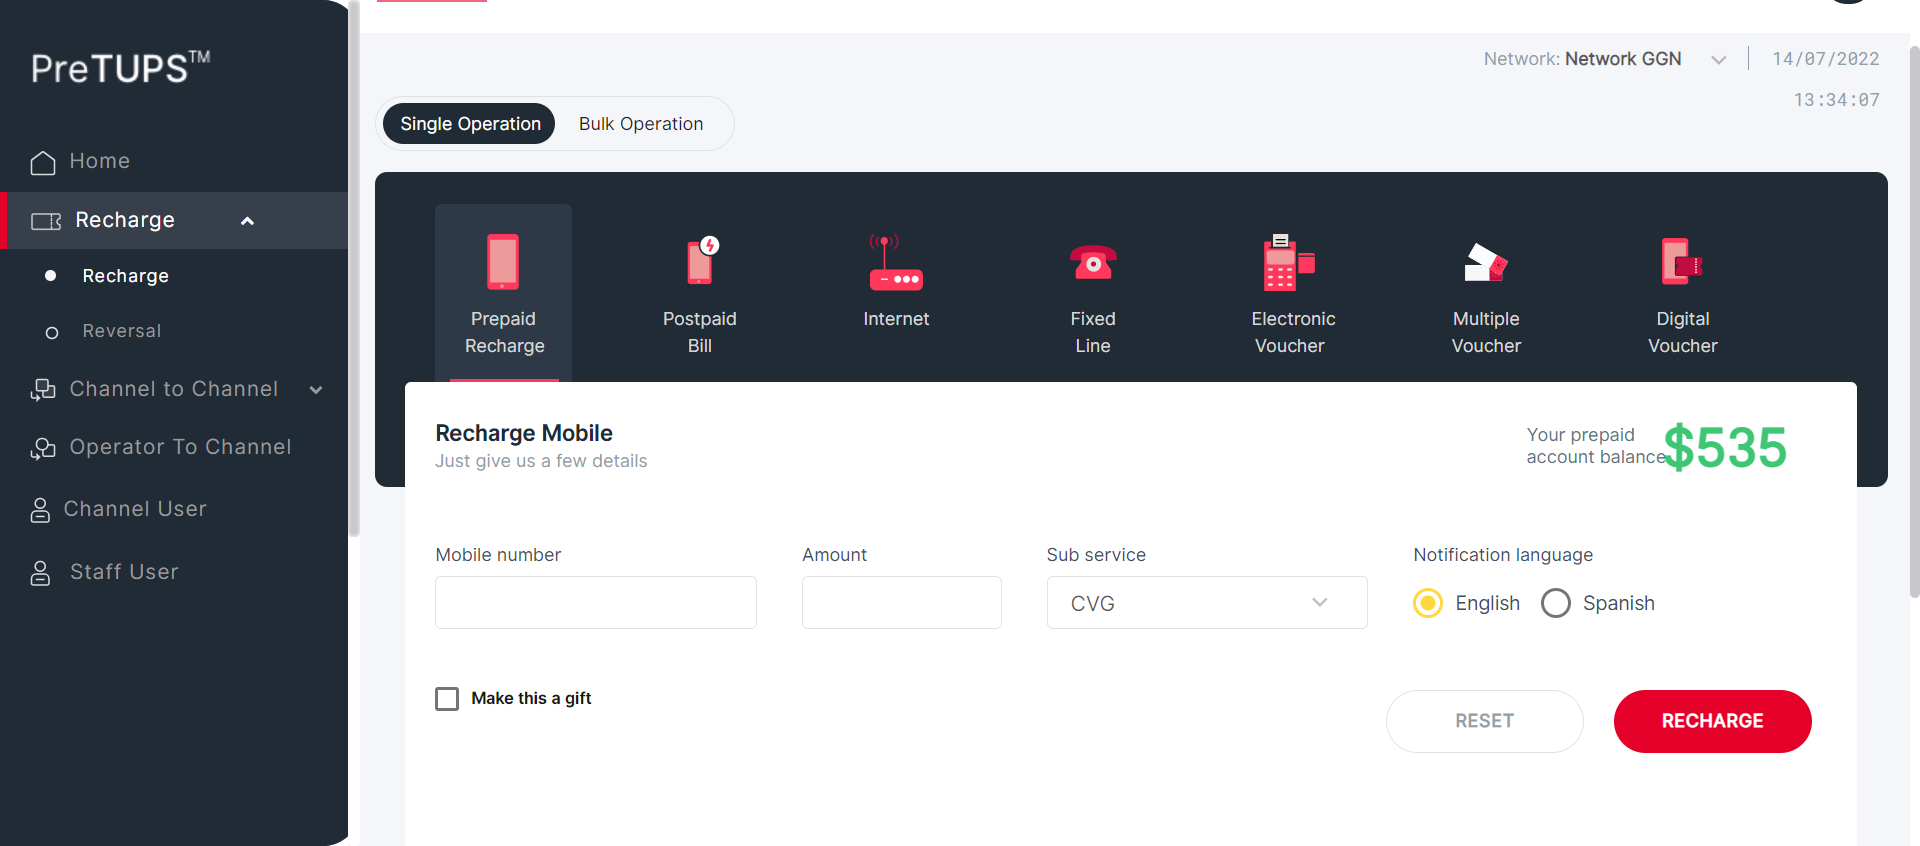 PreTUPS™
Home
Recharge
Recharge
Reversal
Channel to Channel
Operator To Channel
Channel User
Staff User
Network: Network GGN
14/07/2022
13:34:07
Single Operation
Bulk Operation
Prepaid
Recharge
Postpaid
Bill
Internet
Fixed
Line
Electronic
Voucher
Multiple
Voucher
Digital
Voucher
Recharge Mobile
Just give us a few details
Your prepaid
account balance
$535
Mobile number
Amount
Sub service
CVG
Notification language
English
Spanish
Make this a gift
RESET
RECHARGE